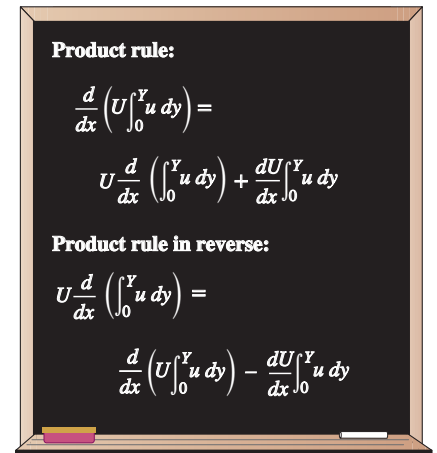 Product rule:
d/dx (U∫₀^Y u dy) =
U d/dx (∫₀^Y u dy) + dU/dx ∫₀^Y u dy
Product rule in reverse:
U d/dx (∫₀^Y u dy) =
d/dx (U∫₀^Y u dy) − dU/dx ∫₀^Y u dy